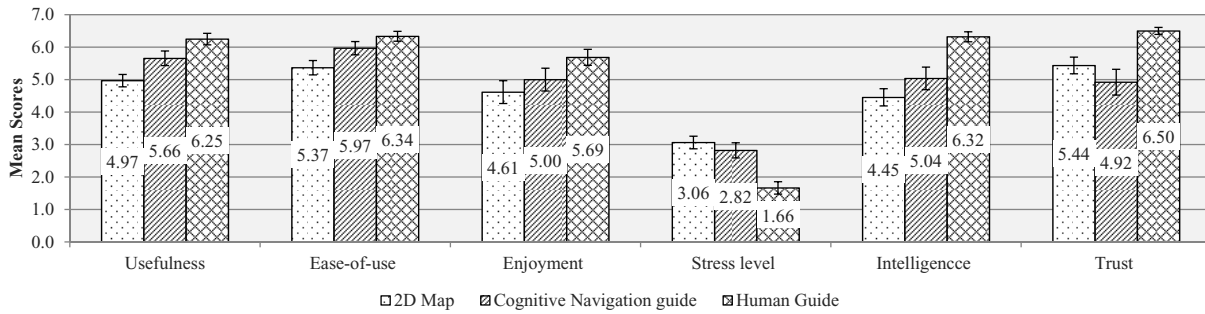 7.0
6.0
5.0
4.0
3.0
2.0
1.0
0.0
Mean Scores
4.97 5.66 6.25
5.37 5.97 6.34
4.61 5.00 5.69
3.06 2.82 1.66
4.45 5.04 6.32
5.44 4.92 6.50
Usefulness Ease-of-use Enjoyment Stress level Intelligencce Trust
2D Map Cognitive Navigation guide Human Guide